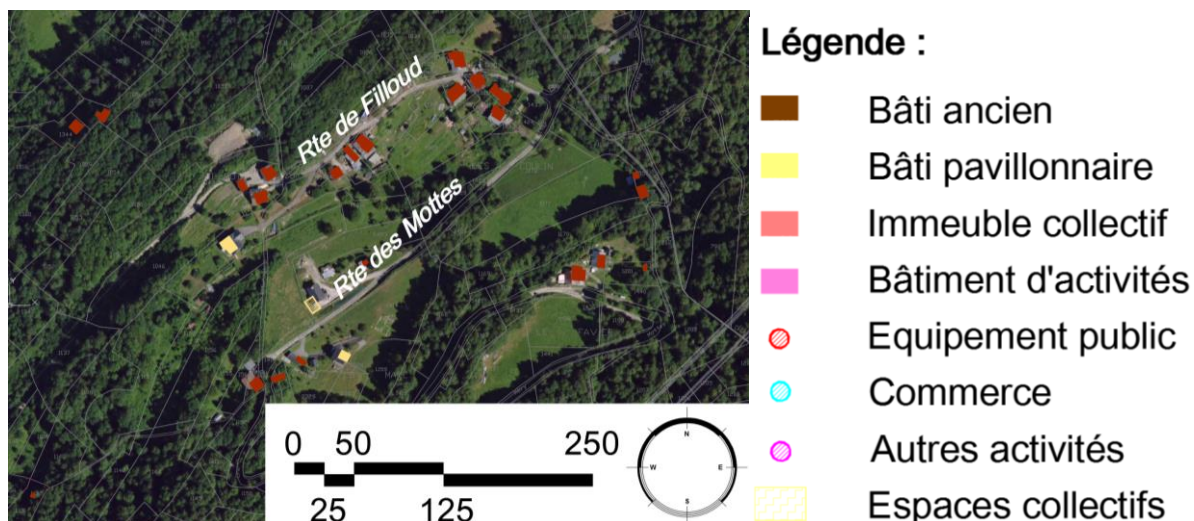 Légende :
Bâti ancien
Bâti pavillonnaire
Immeuble collectif
Bâtiment d'activités
Equipement public
Commerce
Autres activités
Espaces collectifs
Rte de Filloud
Rte des Mottes
0 50 250
25 125
N
W E
S